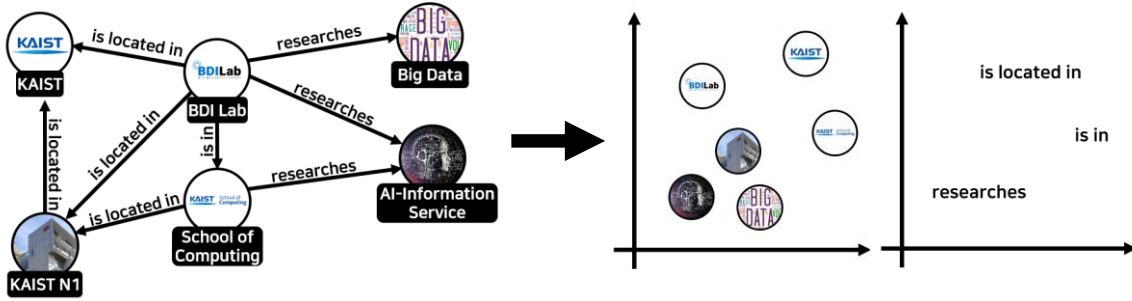 KAIST
KAIST
is located in
BDILab
BDI Lab
researches
BIG
DATA
Big Data
is located in
is located in
is in
researches
researches
AI-Information
Service
KAIST School of
Computing
School of
Computing
is located in
KAIST N1
BDILab
KAIST
KAIST School of
Computing
BIG
DATA
is located in
is in
researches